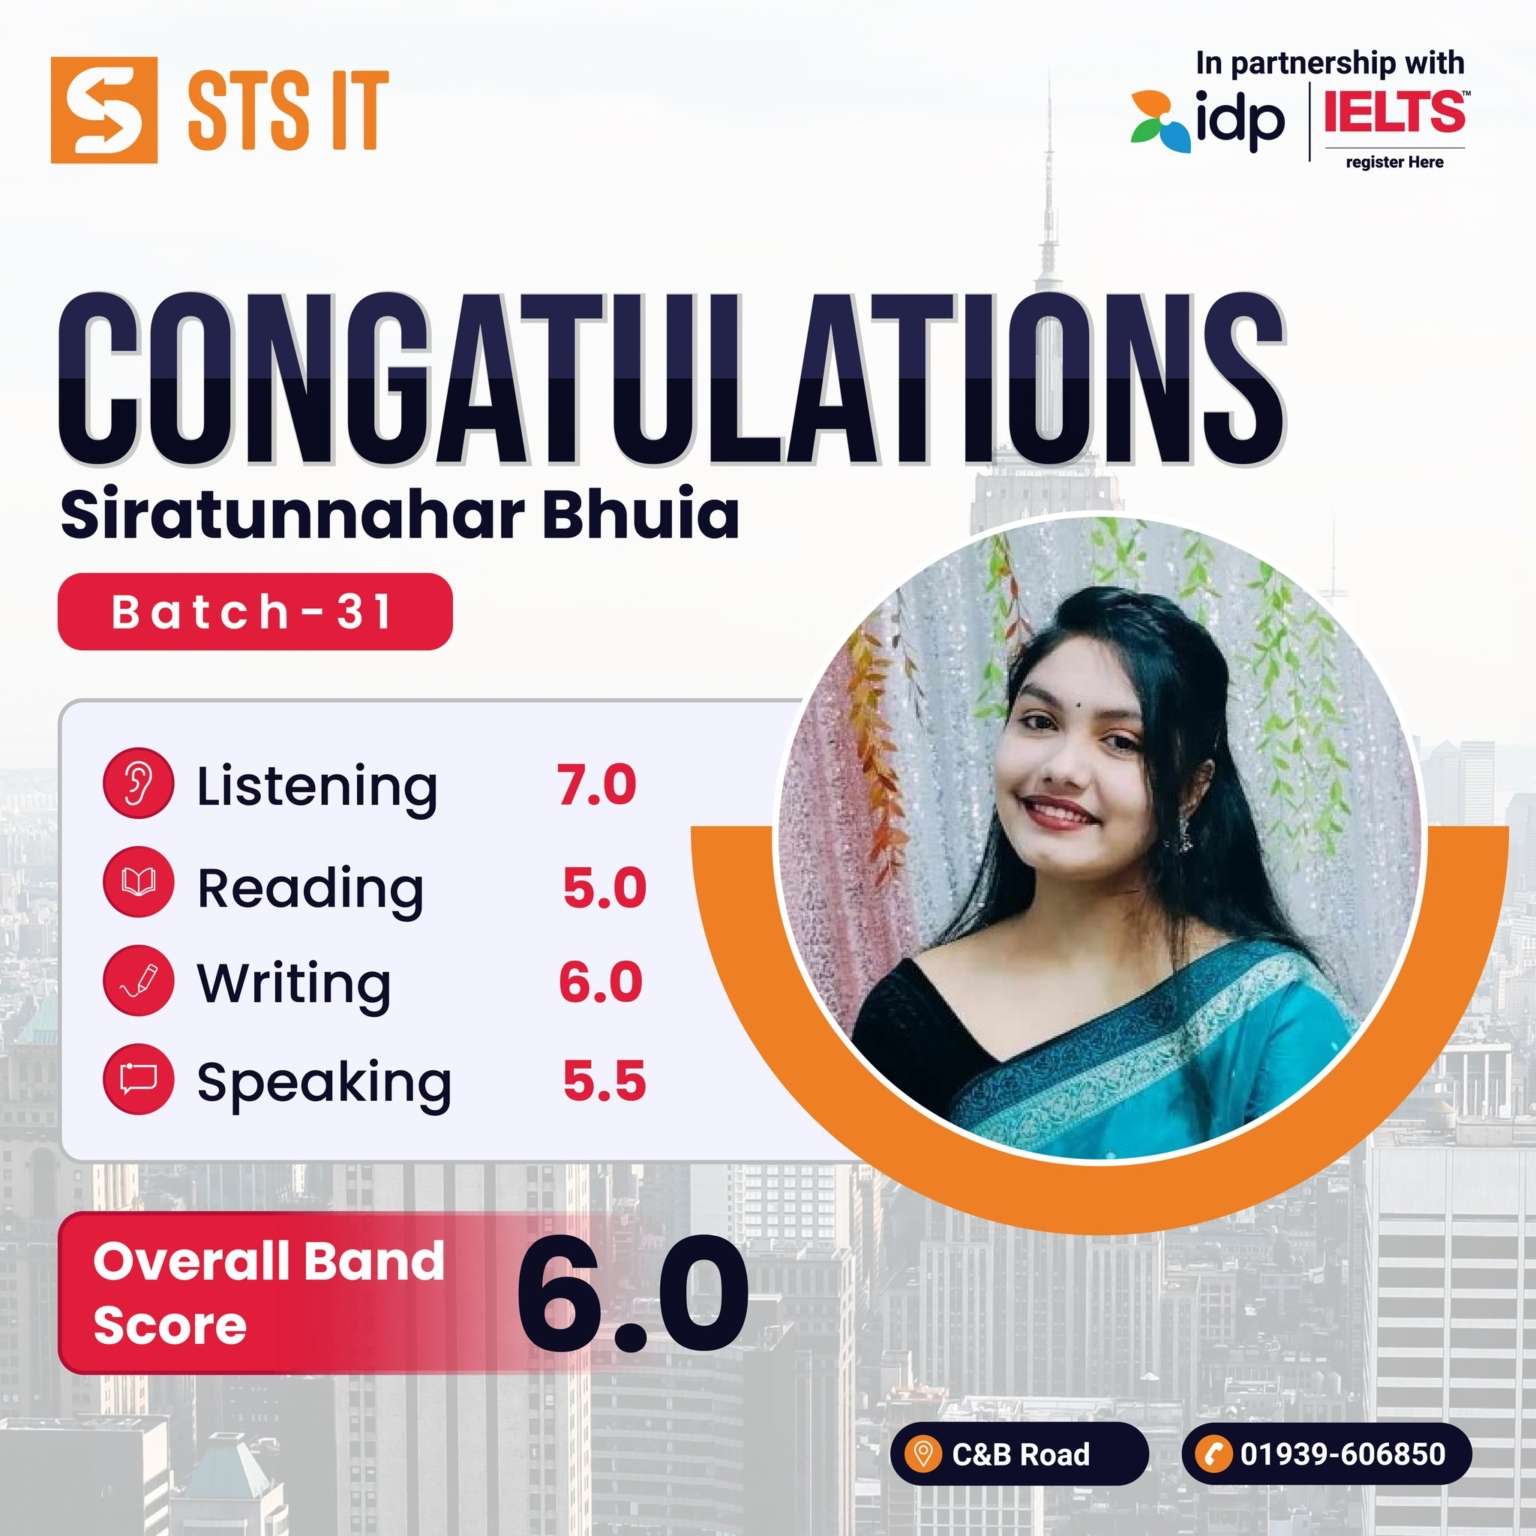 STS IT
In partnership with
idp
IELTS™
register Here
CONGATULATIONS
Siratunnahar Bhuia
Batch-31
Listening 7.0
Reading 5.0
Writing 6.0
Speaking 5.5
Overall Band
Score
6.0
C&B Road
01939-606850